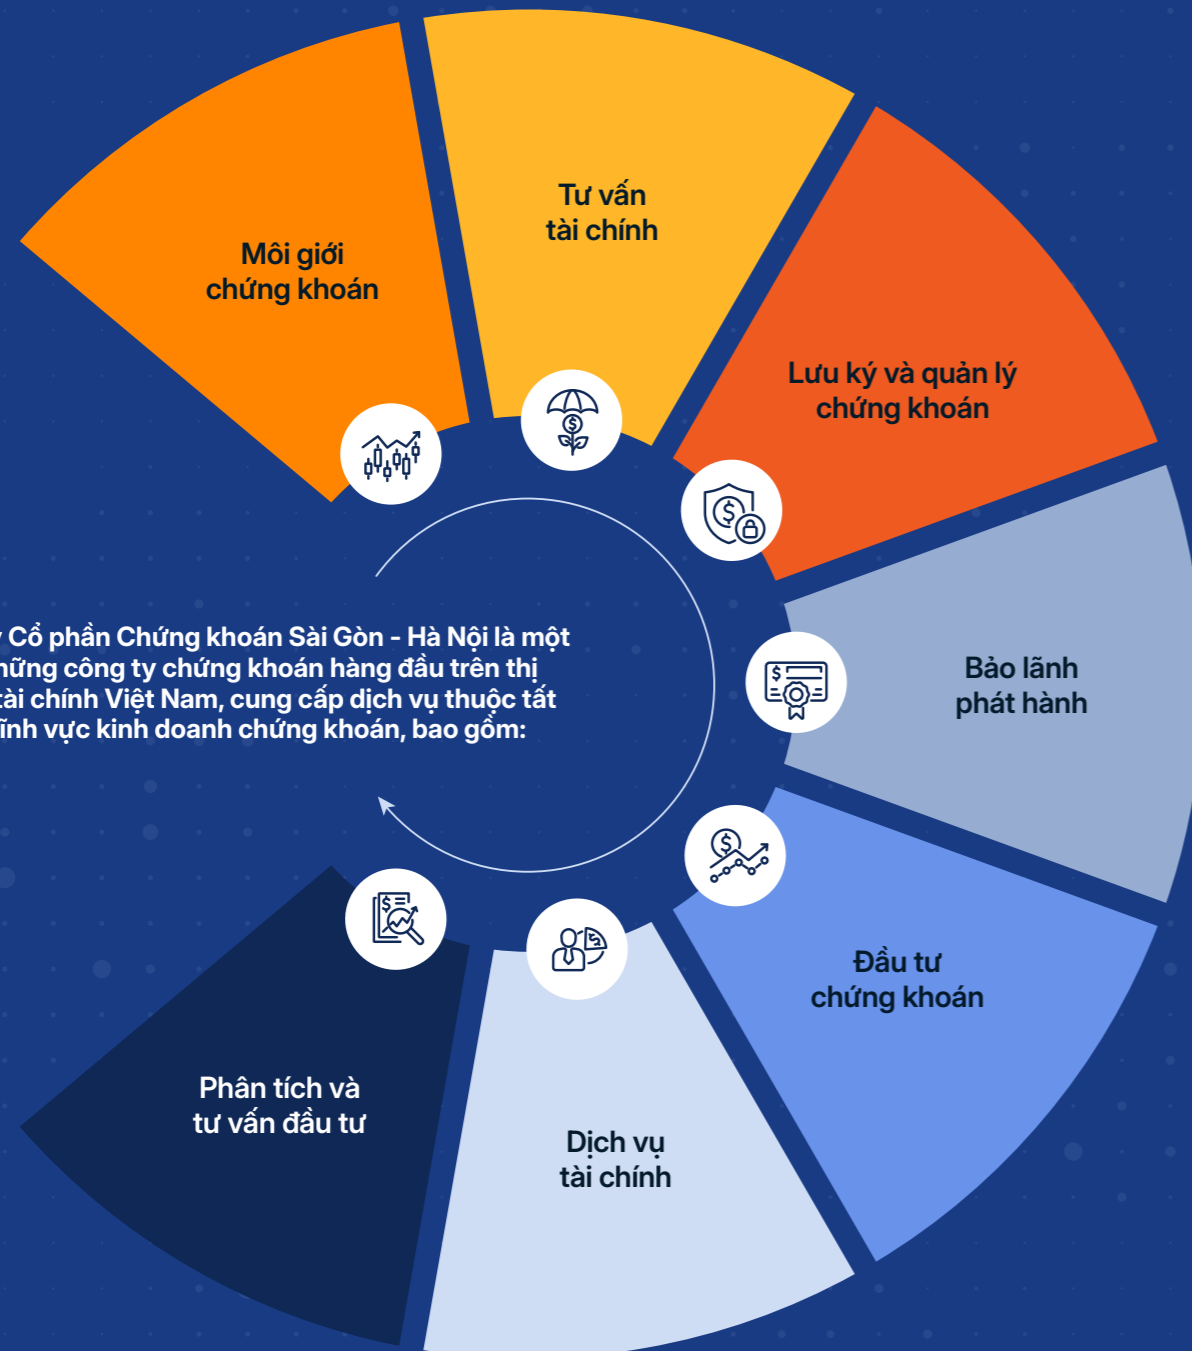 Môi giới
chứng khoán
Tư vấn
tài chính
Lưu ký và quản lý
chứng khoán
Cổ phần Chứng khoán Sài Gòn - Hà Nội là một
công ty chứng khoán hàng đầu trên thị
tài chính Việt Nam, cung cấp dịch vụ thuộc tất
vực kinh doanh chứng khoán, bao gồm:
Bảo lãnh
phát hành
Đầu tư
chứng khoán
Dịch vụ
tài chính
Phân tích và
tư vấn đầu tư